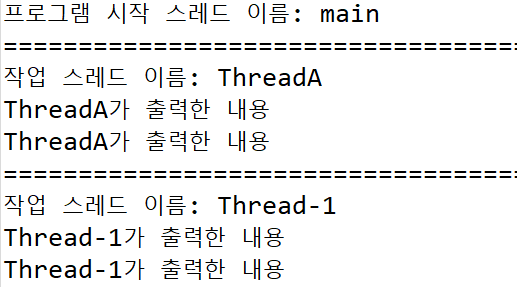 프로그램 시작 스레드 이름: main
===================================
작업 스레드 이름: ThreadA
ThreadA가 출력한 내용
ThreadA가 출력한 내용
===================================
작업 스레드 이름: Thread-1
Thread-1가 출력한 내용
Thread-1가 출력한 내용